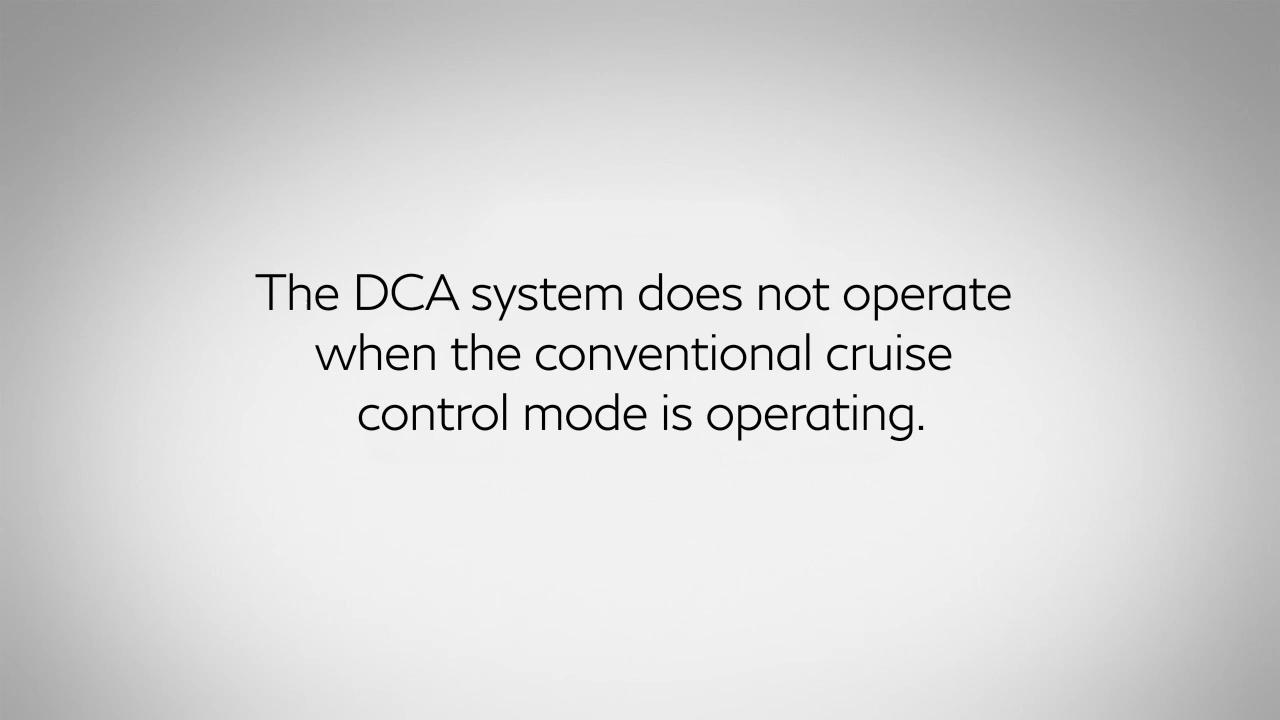 The DCA system does not operate
when the conventional cruise
control mode is operating.